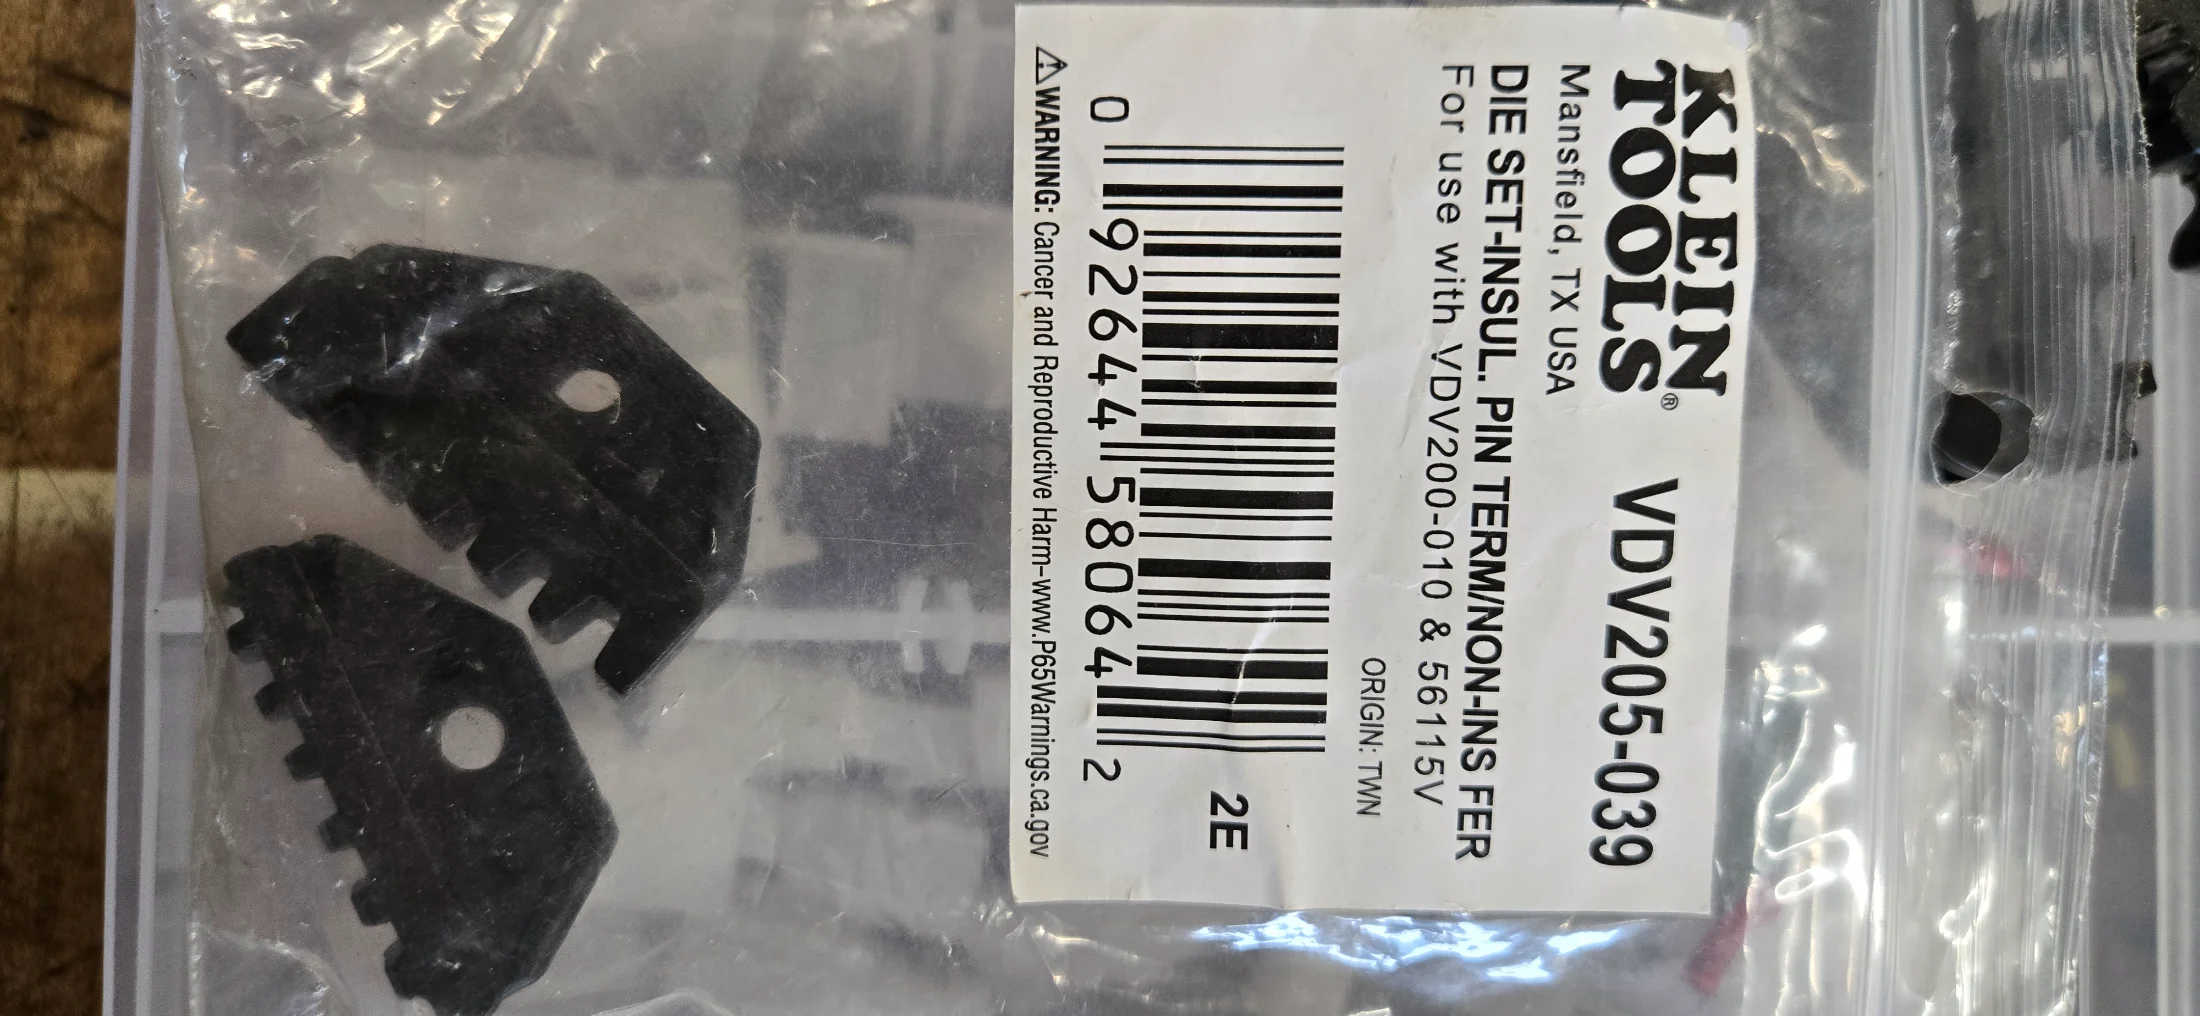 KLEIN
TOOLS®
VDV205-039
Mansfield, TX USA
DIE SET-INSUL. PIN TERM/NON-INS FER
For use with VDV200-010 & 56115V
ORIGIN: TWN
2E
0 92644 58064 2
⚠WARNING: Cancer and Reproductive Harm-www.P65Warnings.ca.gov